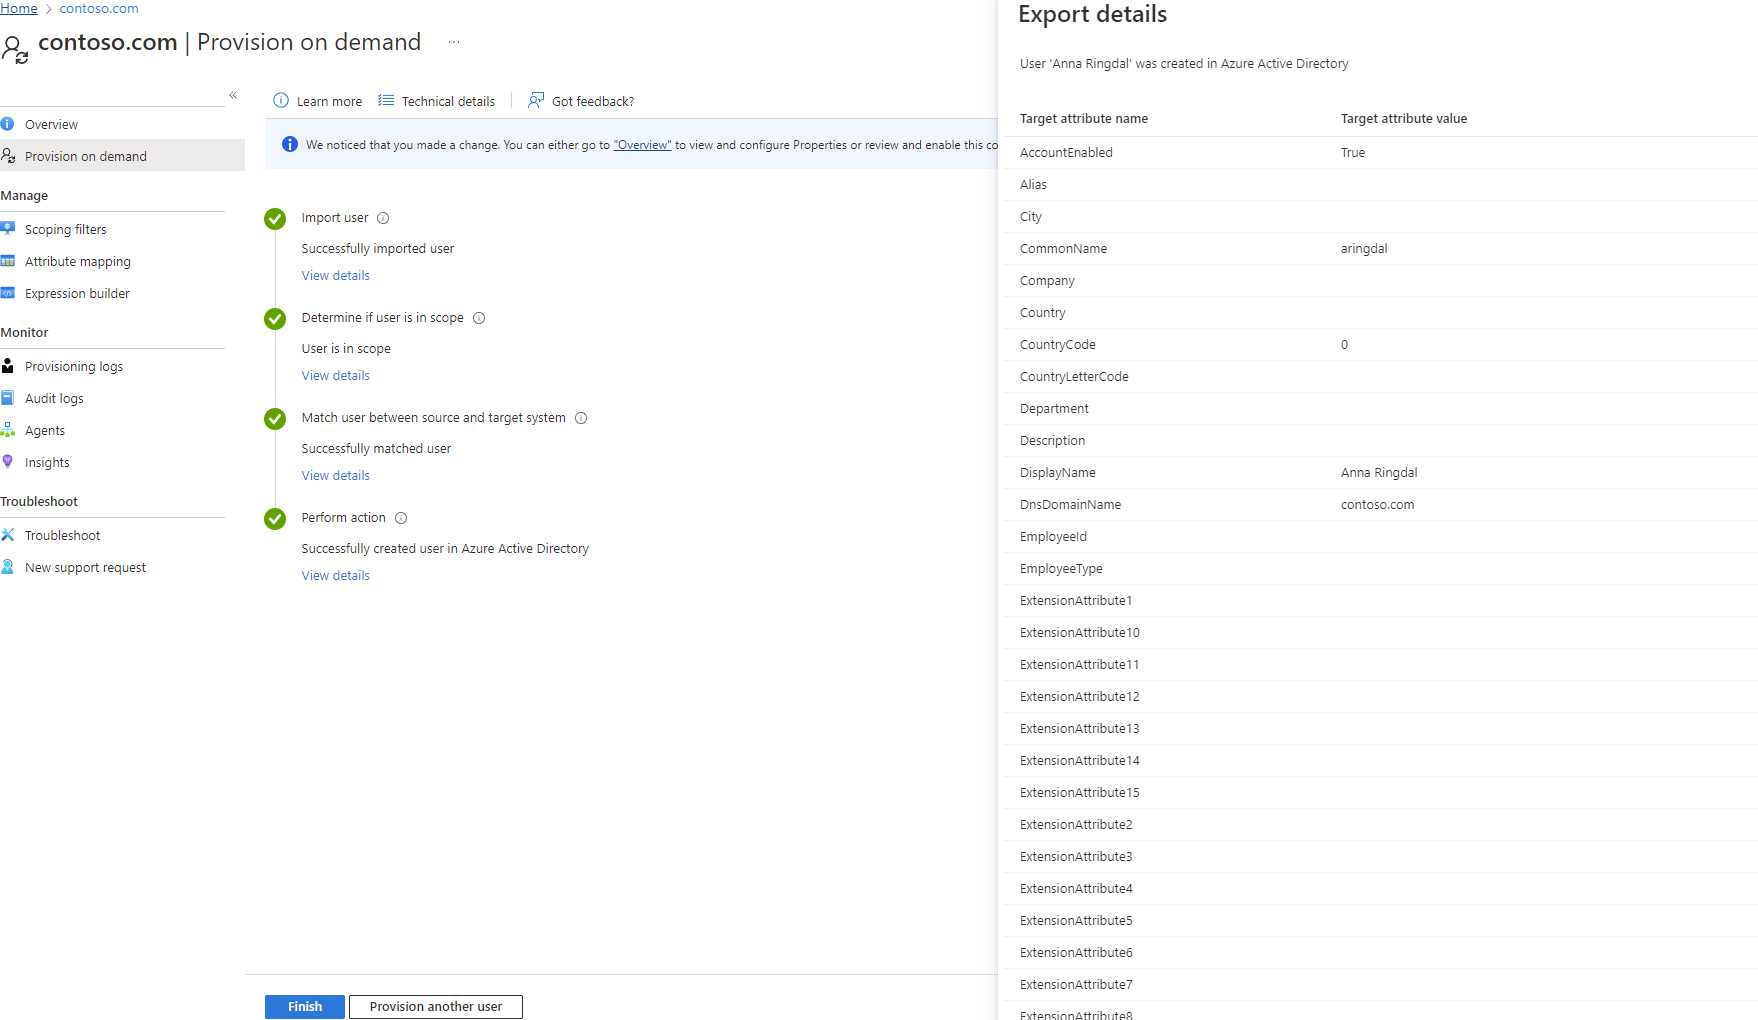 Home > contoso.com
contoso.com | Provision on demand ...
«
Overview
Provision on demand
Manage
Scoping filters
Attribute mapping
Expression builder
Monitor
Provisioning logs
Audit logs
Agents
Insights
Troubleshoot
Troubleshoot
New support request
Learn more Technical details | Got feedback?
We noticed that you made a change. You can either go to "Overview" to view and configure Properties or review and enable this co
Import user
Successfully imported user
View details
Determine if user is in scope
User is in scope
View details
Match user between source and target system
Successfully matched user
View details
Perform action
Successfully created user in Azure Active Directory
View details
Finish Provision another user
Export details
User 'Anna Ringdal' was created in Azure Active Directory
Target attribute name Target attribute value
AccountEnabled True
Alias
City
CommonName aringdal
Company
Country
CountryCode 0
CountryLetterCode
Department
Description
DisplayName Anna Ringdal
DnsDomainName contoso.com
EmployeeId
EmployeeType
ExtensionAttribute1
ExtensionAttribute10
ExtensionAttribute11
ExtensionAttribute12
ExtensionAttribute13
ExtensionAttribute14
ExtensionAttribute15
ExtensionAttribute2
ExtensionAttribute3
ExtensionAttribute4
ExtensionAttribute5
ExtensionAttribute6
ExtensionAttribute7
ExtensionAttribute8